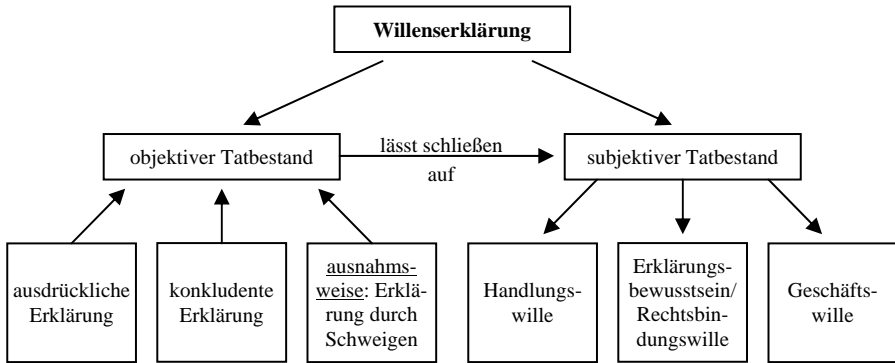 Willenserklärung
objektiver Tatbestand
lässt schließen
auf
subjektiver Tatbestand
ausdrückliche
Erklärung
konkludente
Erklärung
ausnahms-
weise: Erklä-
rung durch
Schweigen
Handlungs-
wille
Erklärungs-
bewusstsein/
Rechtsbin-
dungswille
Geschäfts-
wille